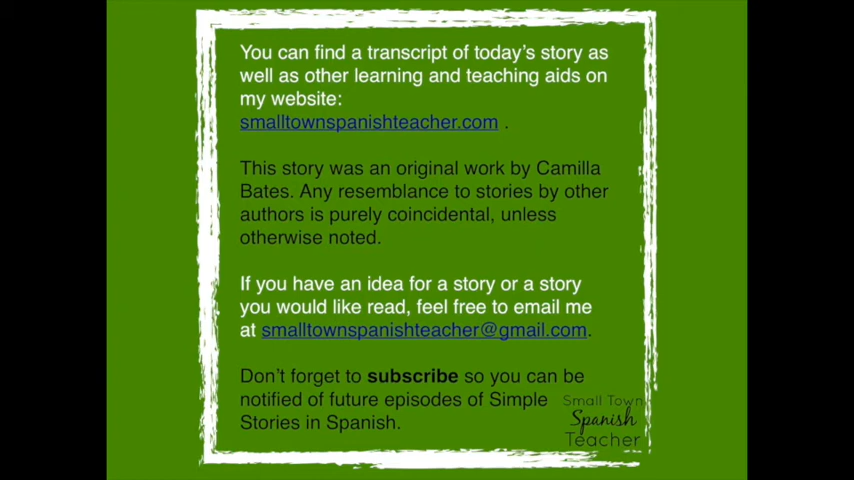 You can find a transcript of today's story as
well as other learning and teaching aids on
my website:
smalltownspanishteacher.com .
This story was an original work by Camilla
Bates. Any resemblance to stories by other
authors is purely coincidental, unless
otherwise noted.
If you have an idea for a story or a story
you would like read, feel free to email me
at smalltownspanishteacher@gmail.com.
Don't forget to subscribe so you can be
notified of future episodes of Simple
Stories in Spanish.
Small Town
Spanish
Teacher